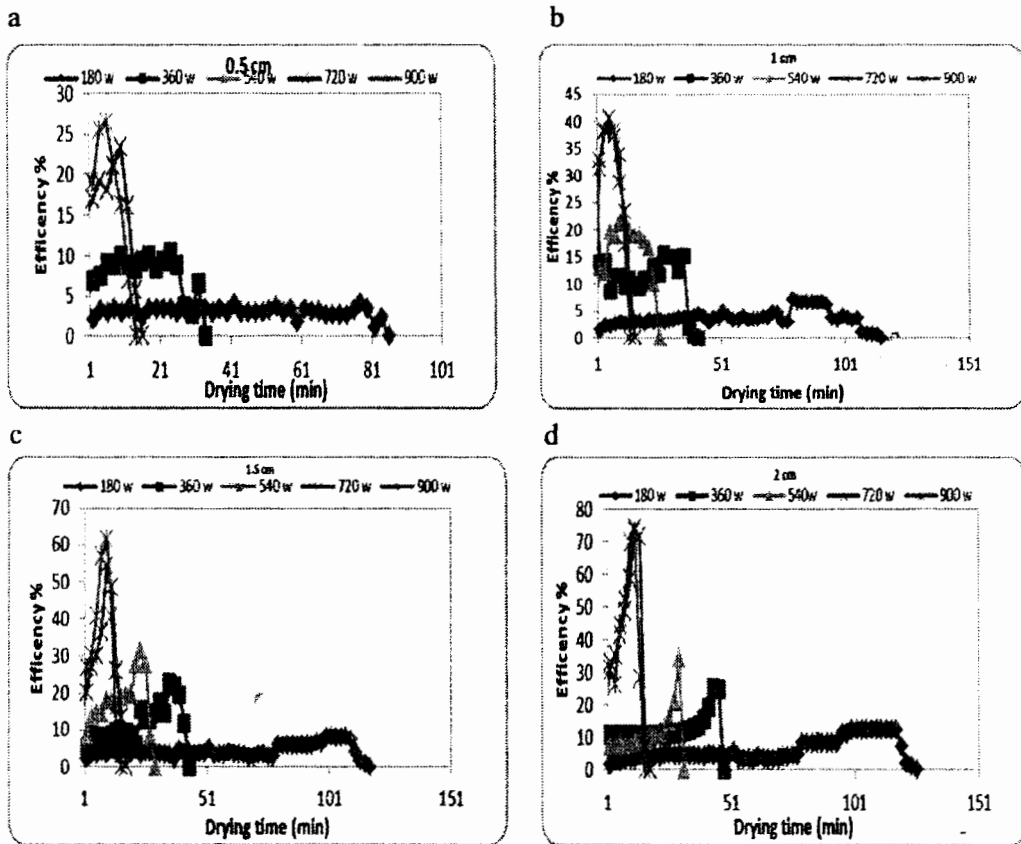 a
0.5 cm
180 w 360 w 540 w 720 w 900 w
30
25
20
15
10
5
0
Efficency %
1 21 41 61 81 101
Drying time (min)
b
1 cm
180 w 360 w 540 w 720 w 900 w
45
40
35
30
25
20
15
10
5
0
Efficency %
1 51 101 151
Drying time (min)
c
1.5 cm
180 w 360 w 540 w 720 w 900 w
70
60
50
40
30
20
10
0
Efficency %
1 51 101 151
Drying time (min)
d
2 cm
180 w 360 w 540 w 720 w 900 w
80
70
60
50
40
30
20
10
0
Efficency %
1 51 101 151
Drying time (min)